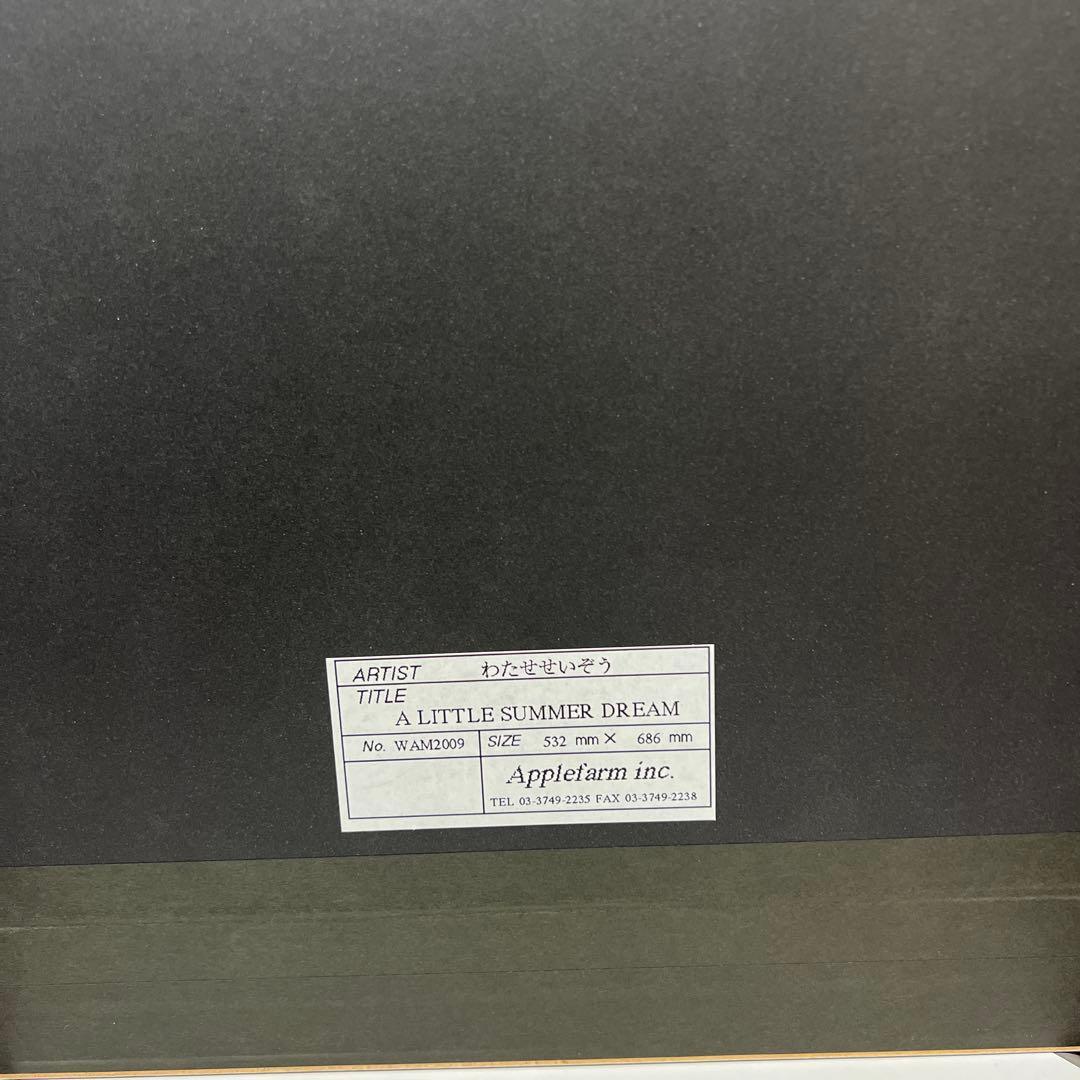 ARTIST わたせせいぞう
TITLE
A LITTLE SUMMER DREAM
No. WAM2009 SIZE 532 mm X 686 mm
Applefarm inc.
TEL 03-3749-2235 FAX 03-3749-2238